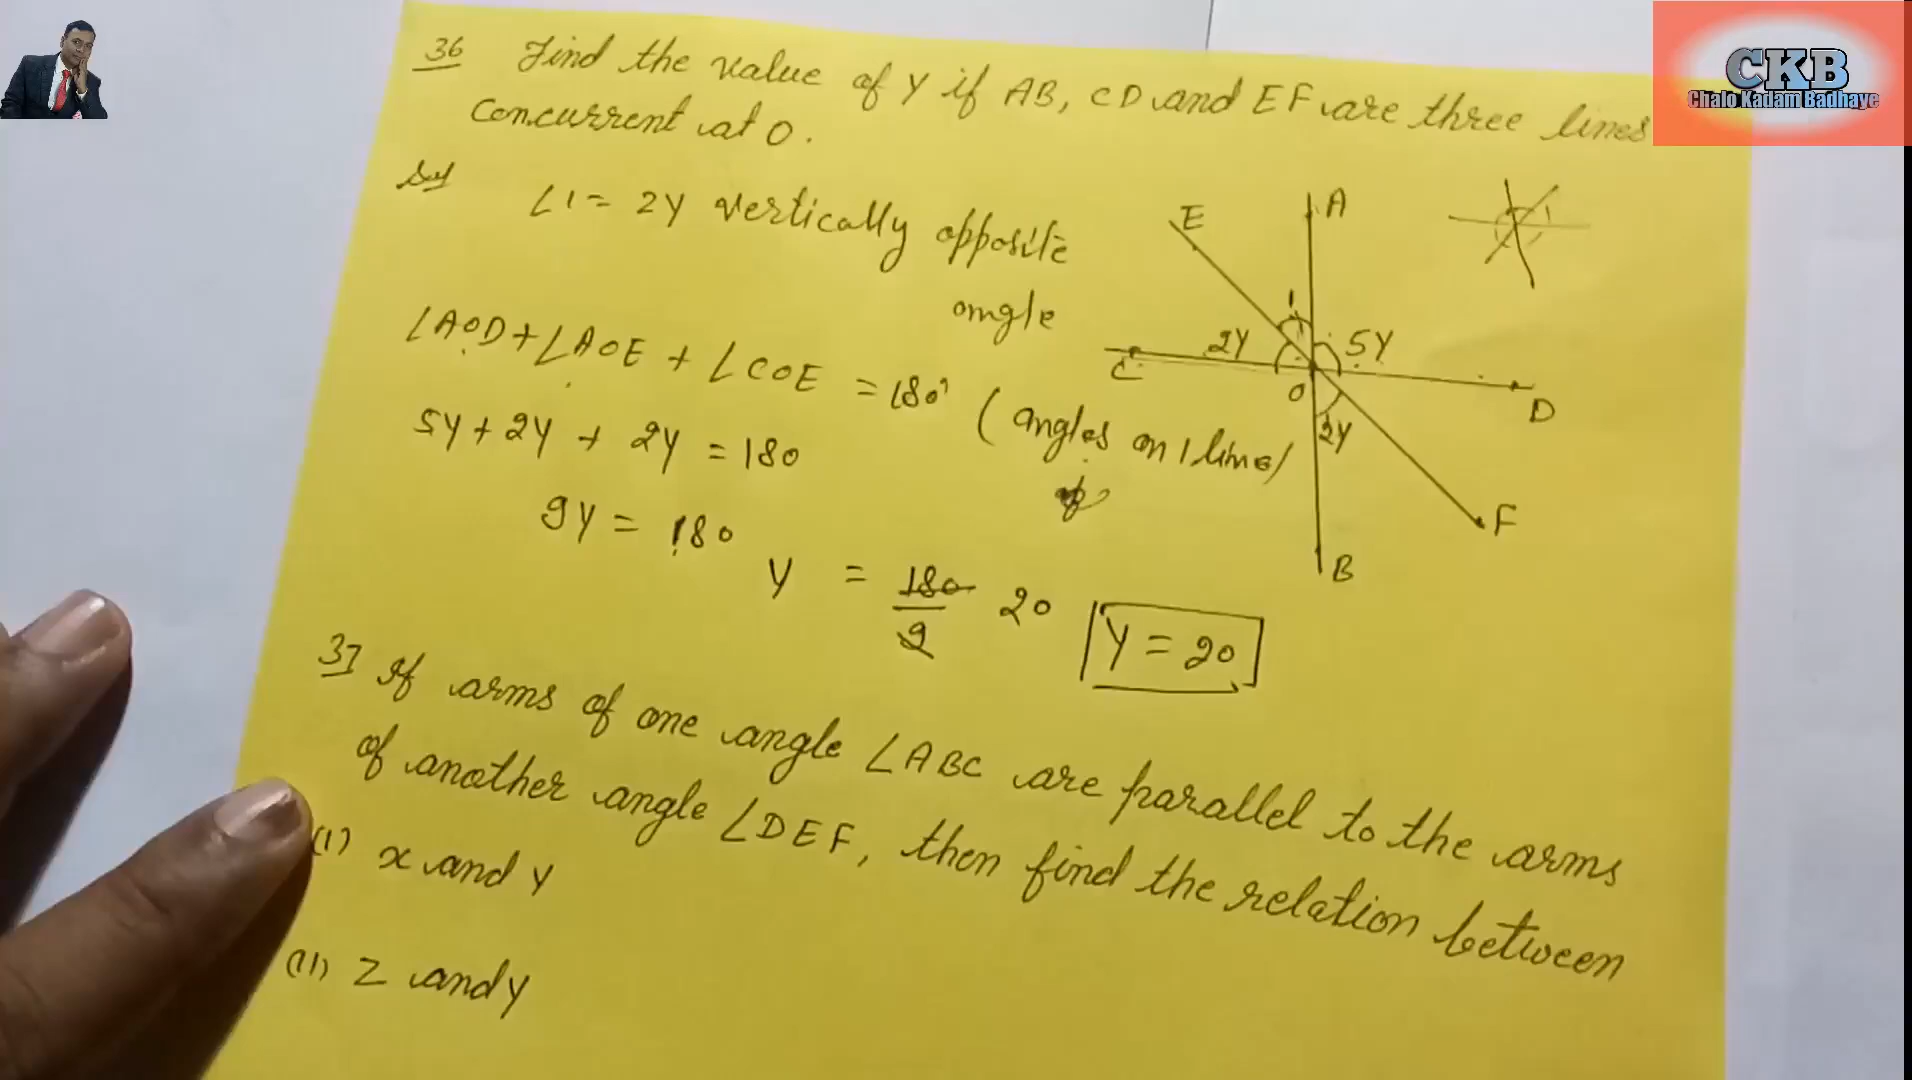 36 Find the value of Y if AB, CD and EF are three lines
Concurrent at O.
Sol
∠1 = 2Y vertically opposite
angle
∠AOD + ∠AOE + ∠COE = 180° (angles on 1 line)
5Y + 2Y + 2Y = 180
9Y = 180
Y = 180/9 20
Y = 20
E
A
1
2Y
5Y
C
O
D
2Y
F
B
37 If arms of one angle ∠ABC are parallel to the arms
of another angle ∠DEF, then find the relation between
(i) x and y
(ii) z and y
CKB
Chalo Kadam Badhaye